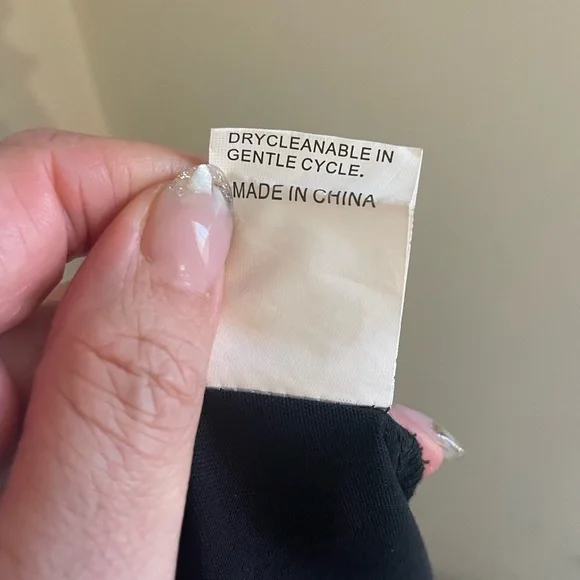 DRYCLEANABLE IN
GENTLE CYCLE.
MADE IN CHINA